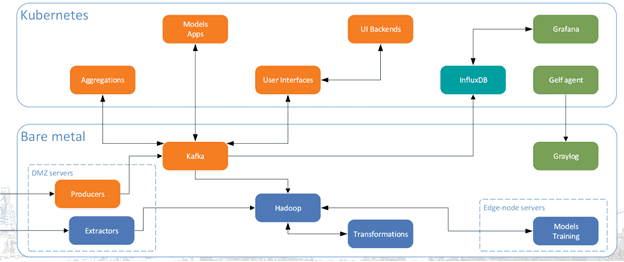 Kubernetes
Models
Apps
UI Backends
Grafana
Aggregations
User Interfaces
InfluxDB
Gelf agent
Bare metal
Kafka
Graylog
DMZ servers
Producers
Hadoop
Edge-node servers
Extractors
Transformations
Models
Training